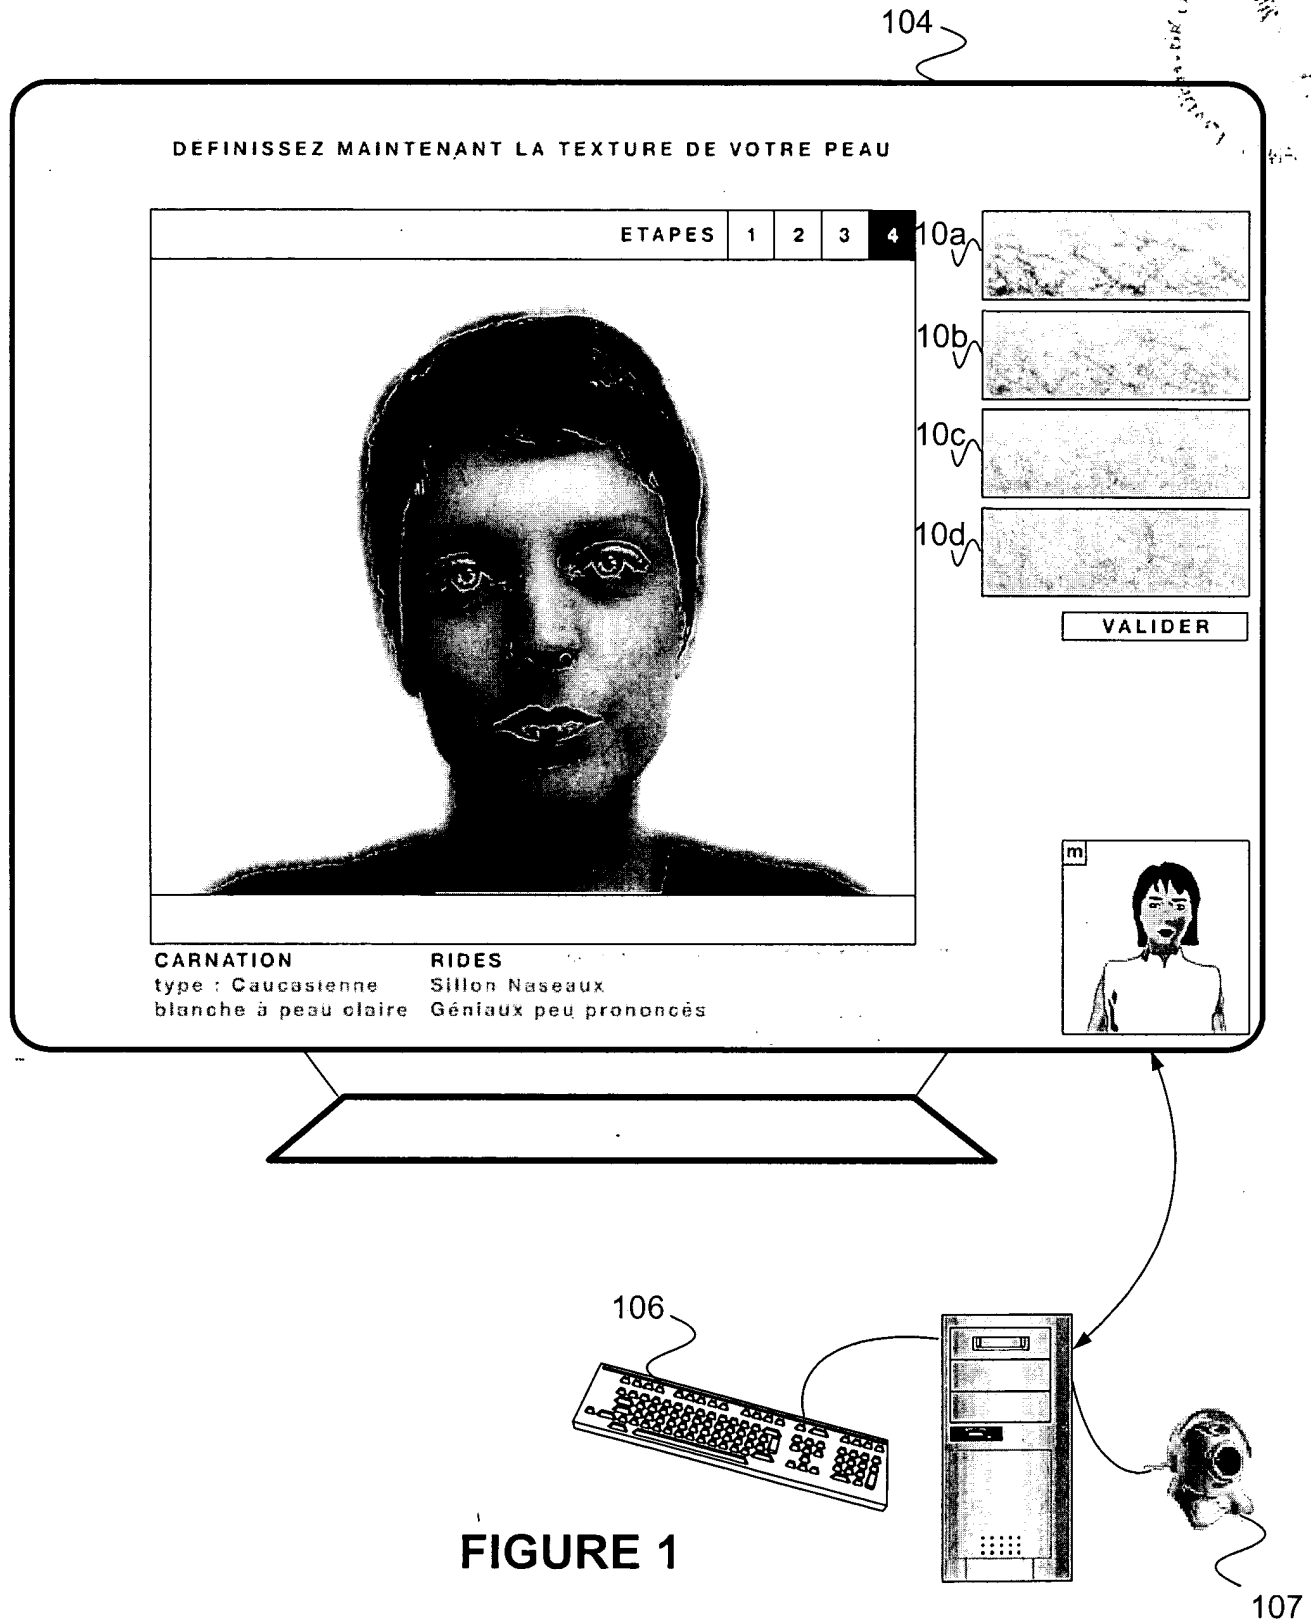 104
DEFINISSEZ MAINTENANT LA TEXTURE DE VOTRE PEAU
ETAPES 1 2 3 4
10a
10b
10c
10d
VALIDER
m
CARNATION
type : Caucasienne
blanche à peau claire
RIDES
Sillon Naseaux
Géniaux peu prononcés
106
FIGURE 1
107